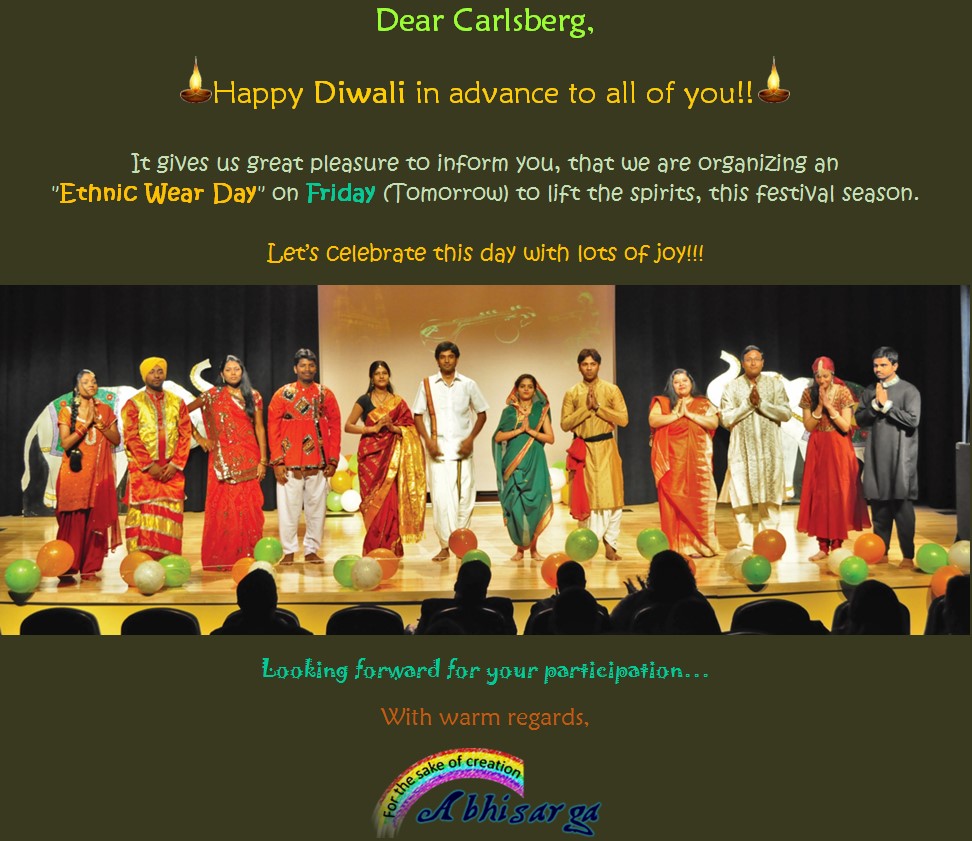 Dear Carlsberg,
Happy Diwali in advance to all of you!!
It gives us great pleasure to inform you, that we are organizing an
"Ethnic Wear Day" on Friday (Tomorrow) to lift the spirits, this festival season.
Let's celebrate this day with lots of joy!!!
Looking forward for your participation...
With warm regards,
For the sake of creation
Abhisarga